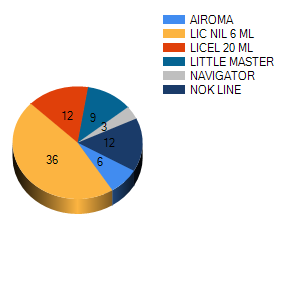 AIROMA
LIC NIL 6 ML
LICEL 20 ML
LITTLE MASTER
NAVIGATOR
NOK LINE
12
9
3
12
36
6